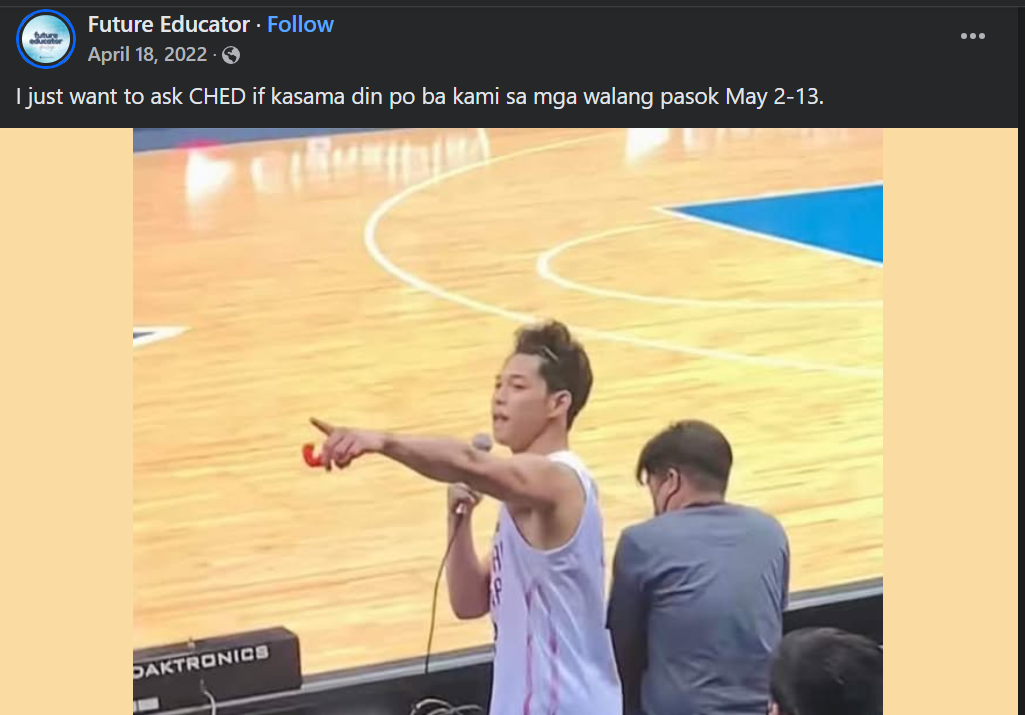 Future Educator · Follow
April 18, 2022 ·
I just want to ask CHED if kasama din po ba kami sa mga walang pasok May 2-13.
future
educator
DAKTRONICS